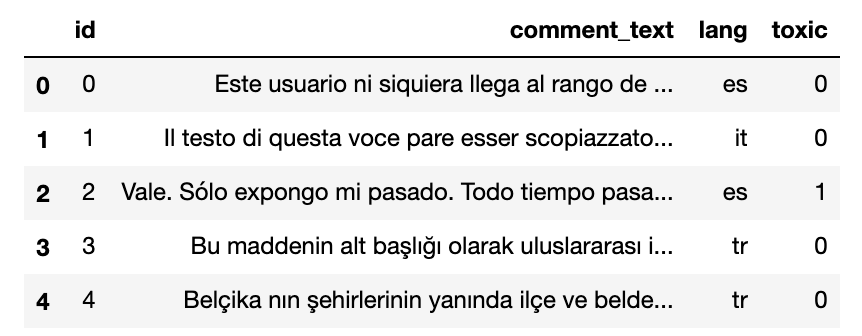 id comment_text lang toxic
0 0 Este usuario ni siquiera llega al rango de ... es 0
1 1 Il testo di questa voce pare esser scopiazzato... it 0
2 2 Vale. Sólo expongo mi pasado. Todo tiempo pasa... es 1
3 3 Bu maddenin alt başlığı olarak uluslararası i... tr 0
4 4 Belçika nın şehirlerinin yanında ilçe ve belde... tr 0